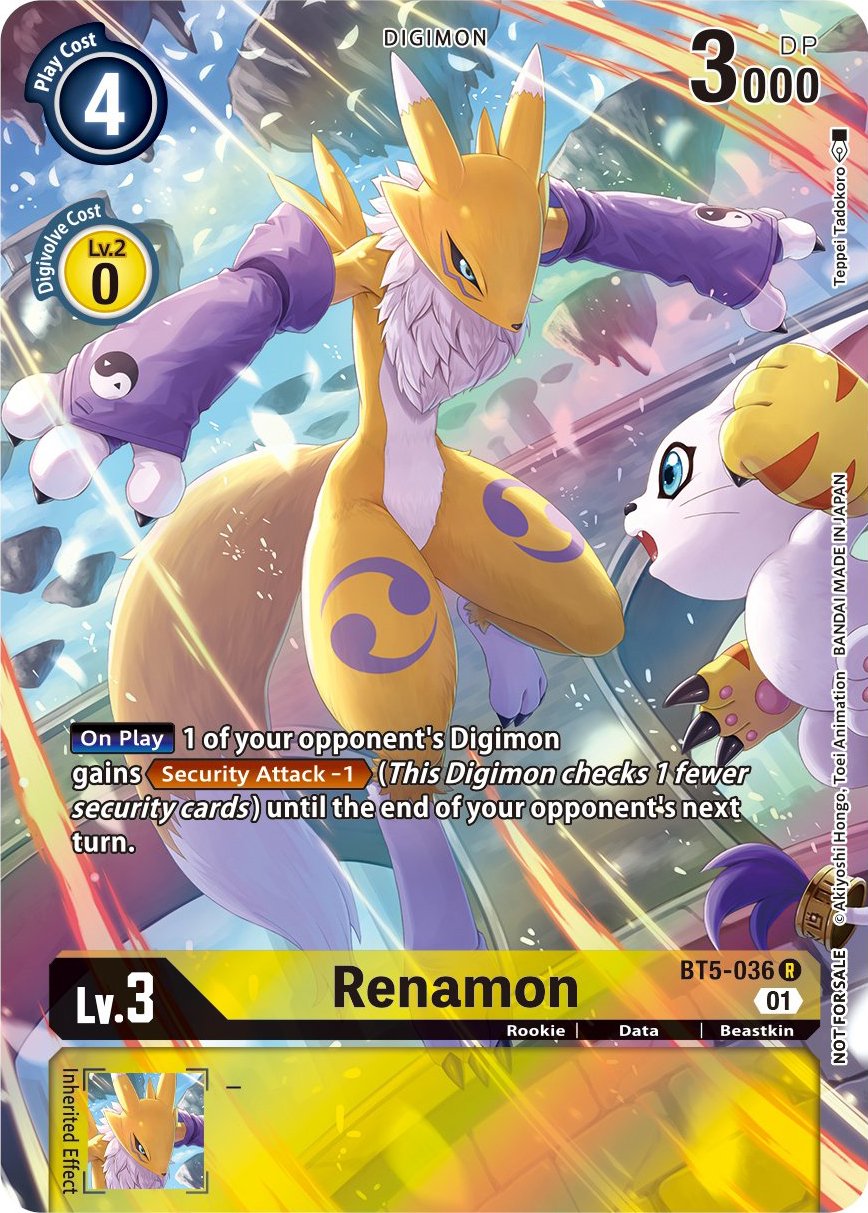 Play Cost
4
DIGIMON
DP
3000
Digivolve Cost
Lv.2
0
Teppei Tadokoro
On Play 1 of your opponent's Digimon
gains Security Attack -1 (This Digimon checks 1 fewer
security cards) until the end of your opponent's next
turn.
©Akiyoshi Hongo, Toei Animation BANDAI MADE IN JAPAN
NOT FOR SALE
Lv.3
Renamon
BT5-036 R
01
Rookie | Data | Beastkin
Inherited Effect
–